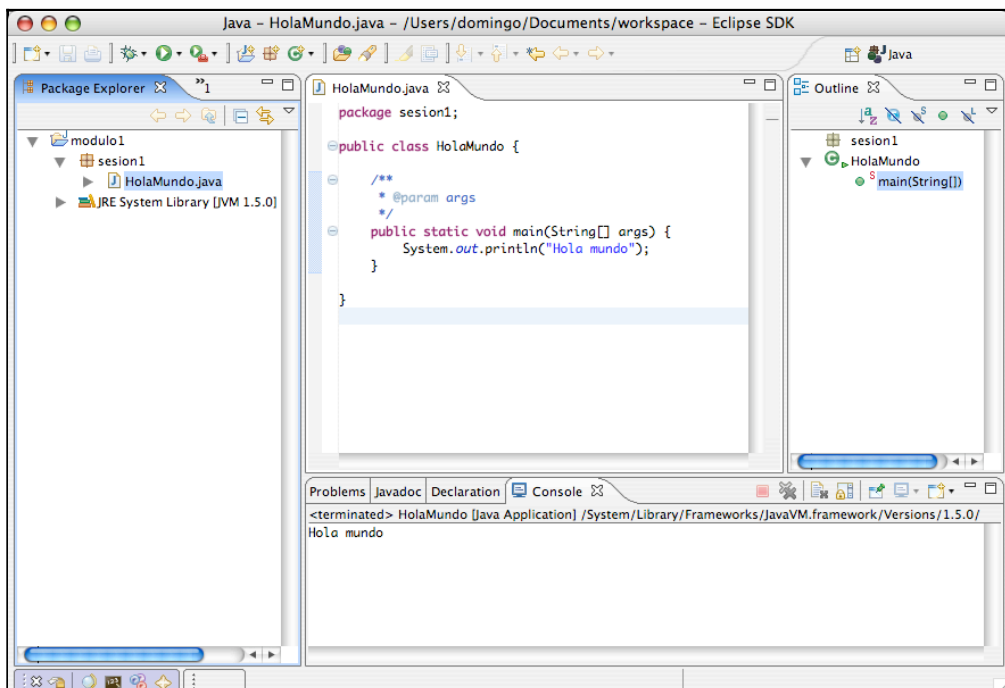 Java – HolaMundo.java – /Users/domingo/Documents/workspace – Eclipse SDK
Java
Package Explorer
»1
modulo1
sesion1
HolaMundo.java
JRE System Library [JVM 1.5.0]
HolaMundo.java
package sesion1;
public class HolaMundo {
/**
* @param args
*/
public static void main(String[] args) {
System.out.println("Hola mundo");
}
}
Outline
sesion1
HolaMundo
main(String[])
Problems Javadoc Declaration Console
<terminated> HolaMundo [Java Application] /System/Library/Frameworks/JavaVM.framework/Versions/1.5.0/
Hola mundo